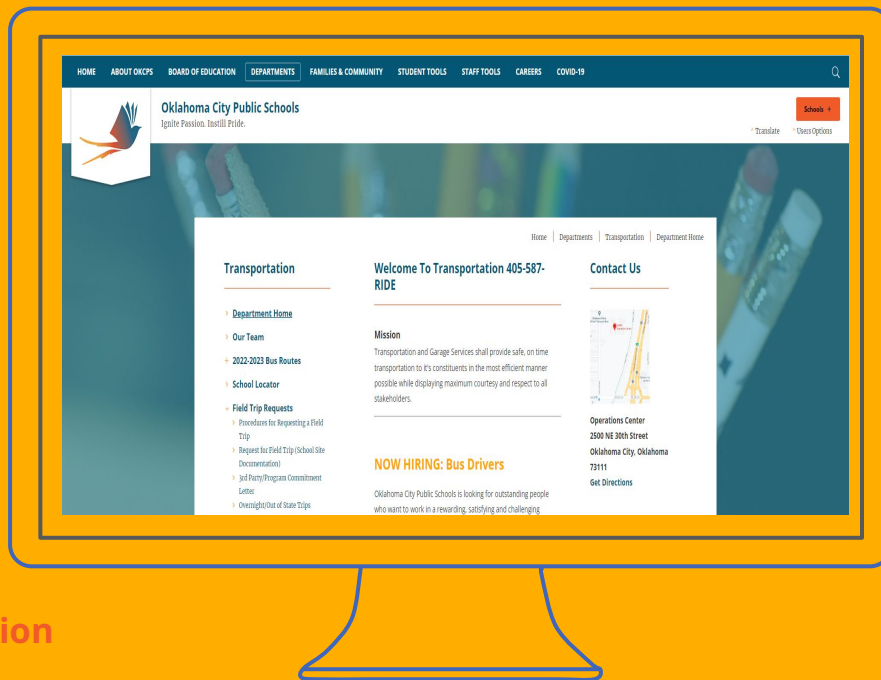 HOME ABOUT OKCPS BOARD OF EDUCATION DEPARTMENTS FAMILIES & COMMUNITY STUDENT TOOLS STAFF TOOLS CAREERS COVID-19
Oklahoma City Public Schools
Ignite Passion. Instill Pride.
Schools +
Translate Users Options
Home | Departments | Transportation | Department Home
Transportation
Department Home
Our Team
2022-2023 Bus Routes
School Locator
Field Trip Requests
Procedures for Requesting a Field
Trip
Request for Field Trip (School Site
Documentation)
3rd Party/Program Commitment
Letter
Overnight/Out of State Trips
Welcome To Transportation 405-587-
RIDE
Mission
Transportation and Garage Services shall provide safe, on time
transportation to it's constituents in the most efficient manner
possible while displaying maximum courtesy and respect to all
stakeholders.
NOW HIRING: Bus Drivers
Oklahoma City Public Schools is looking for outstanding people
who want to work in a rewarding, satisfying and challenging
Contact Us
Operations Center
2500 NE 30th Street
Oklahoma City, Oklahoma
73111
Get Directions
ion